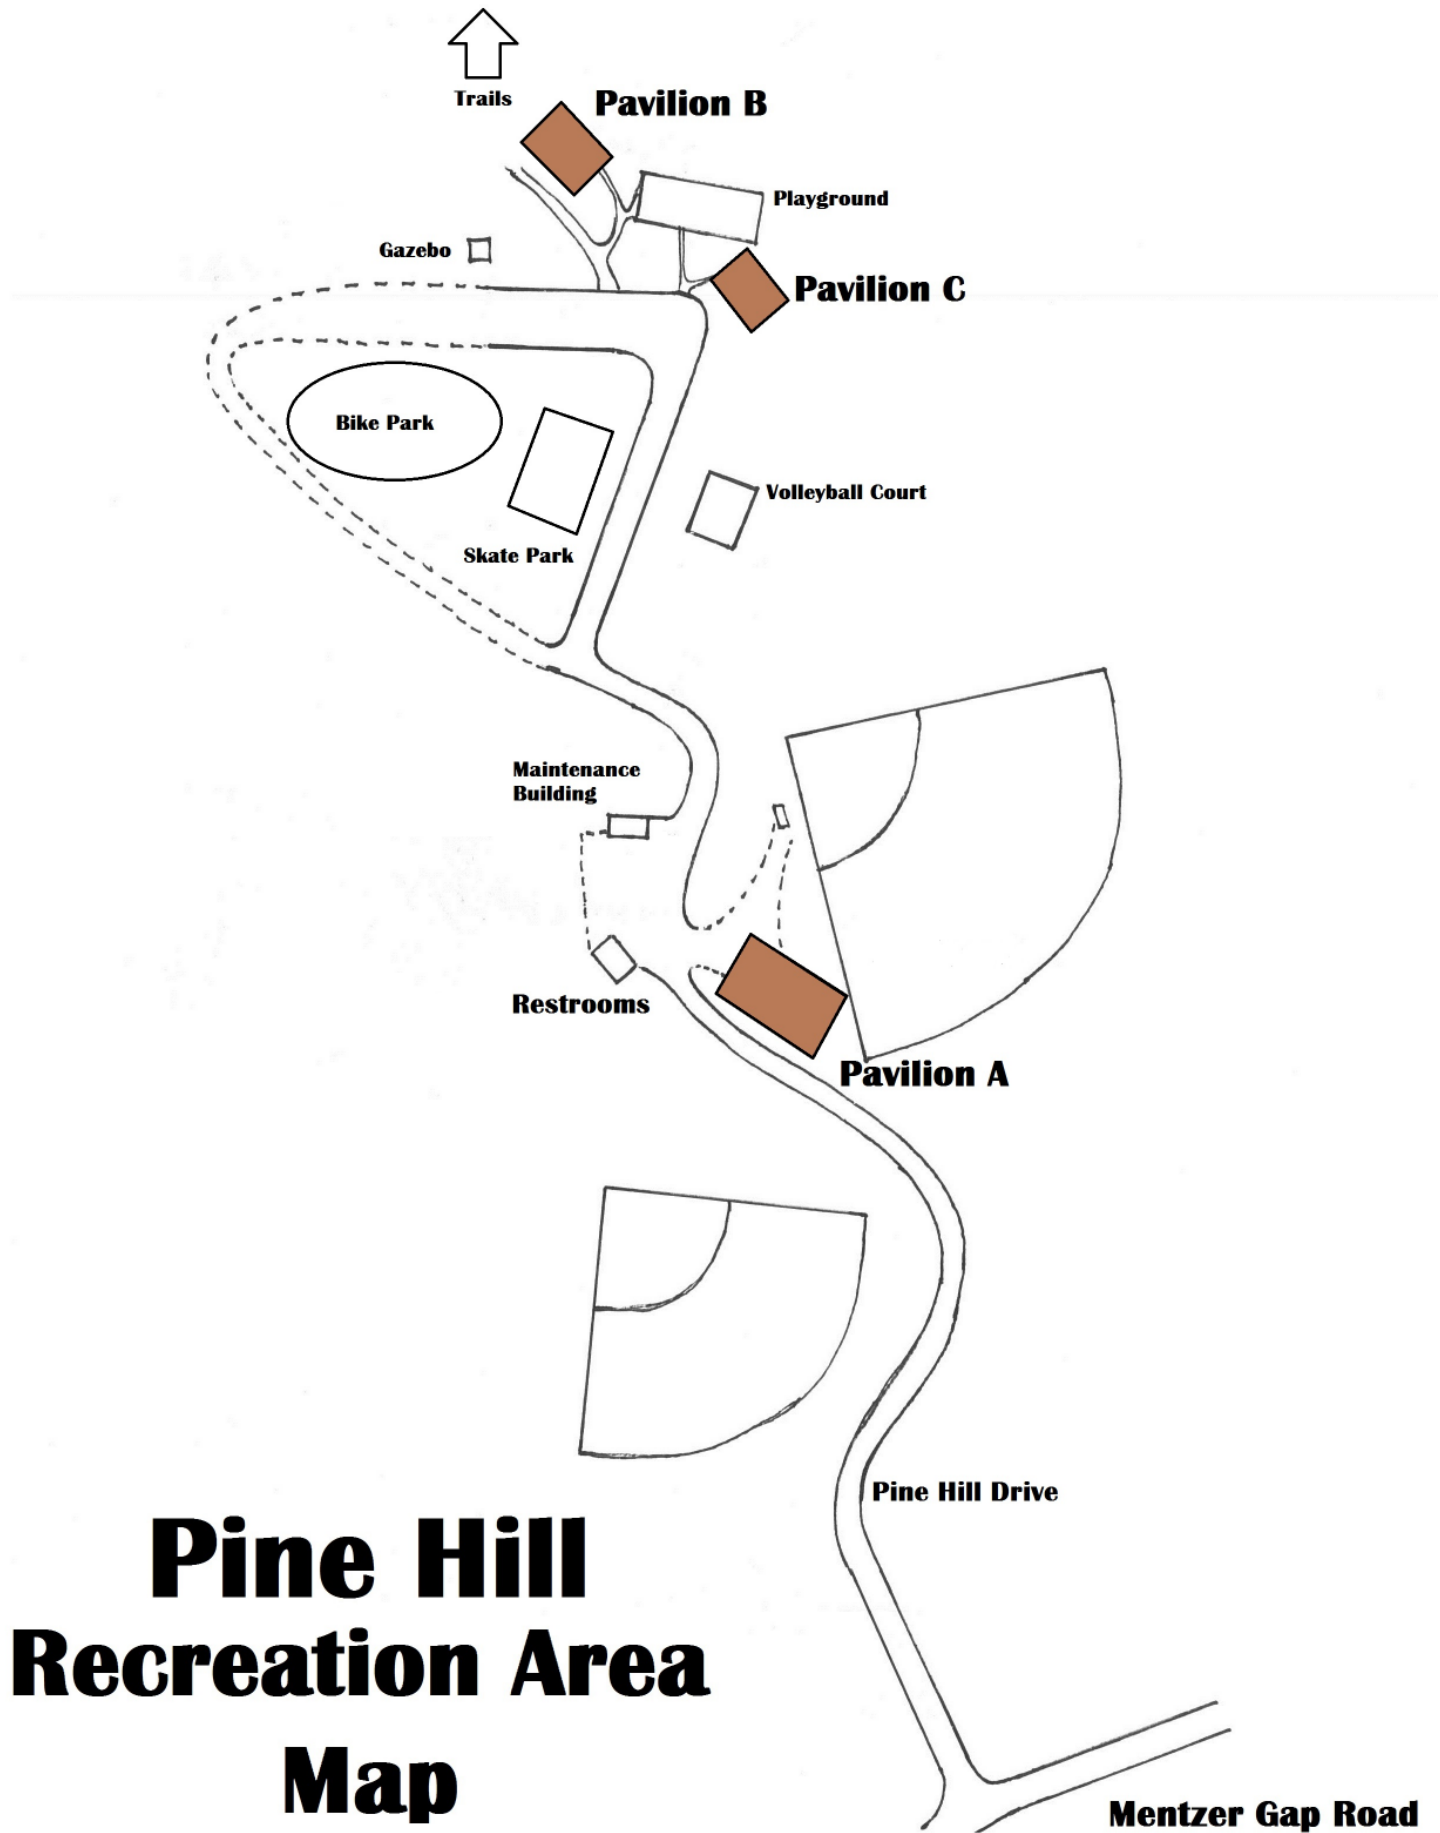 Trails
Pavilion B
Playground
Gazebo
Pavilion C
Bike Park
Volleyball Court
Skate Park
Maintenance
Building
Restrooms
Pavilion A
Pine Hill Drive
Pine Hill
Recreation Area
Map
Mentzer Gap Road